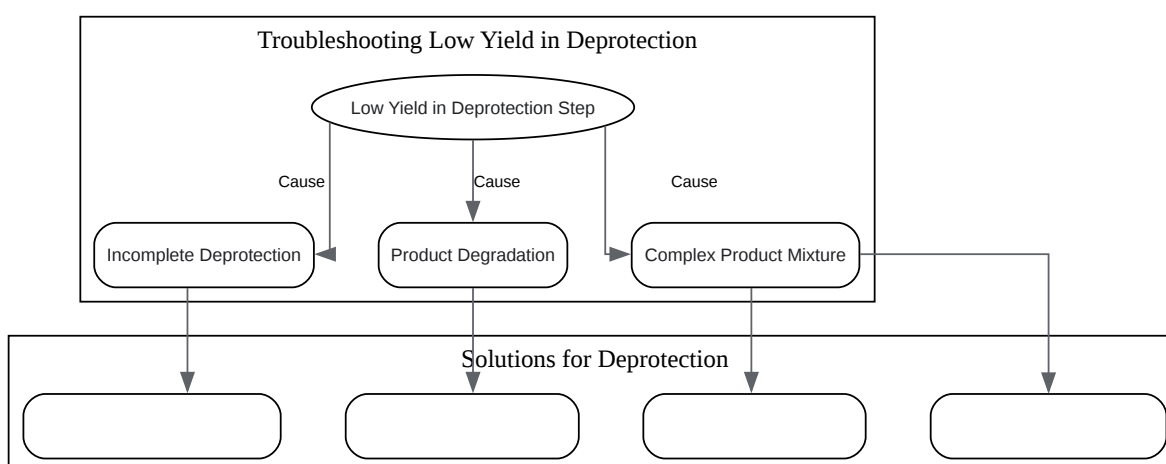 Troubleshooting Low Yield in Deprotection
Low Yield in Deprotection Step
Cause
Cause
Cause
Incomplete Deprotection
Product Degradation
Complex Product Mixture
Solutions for Deprotection